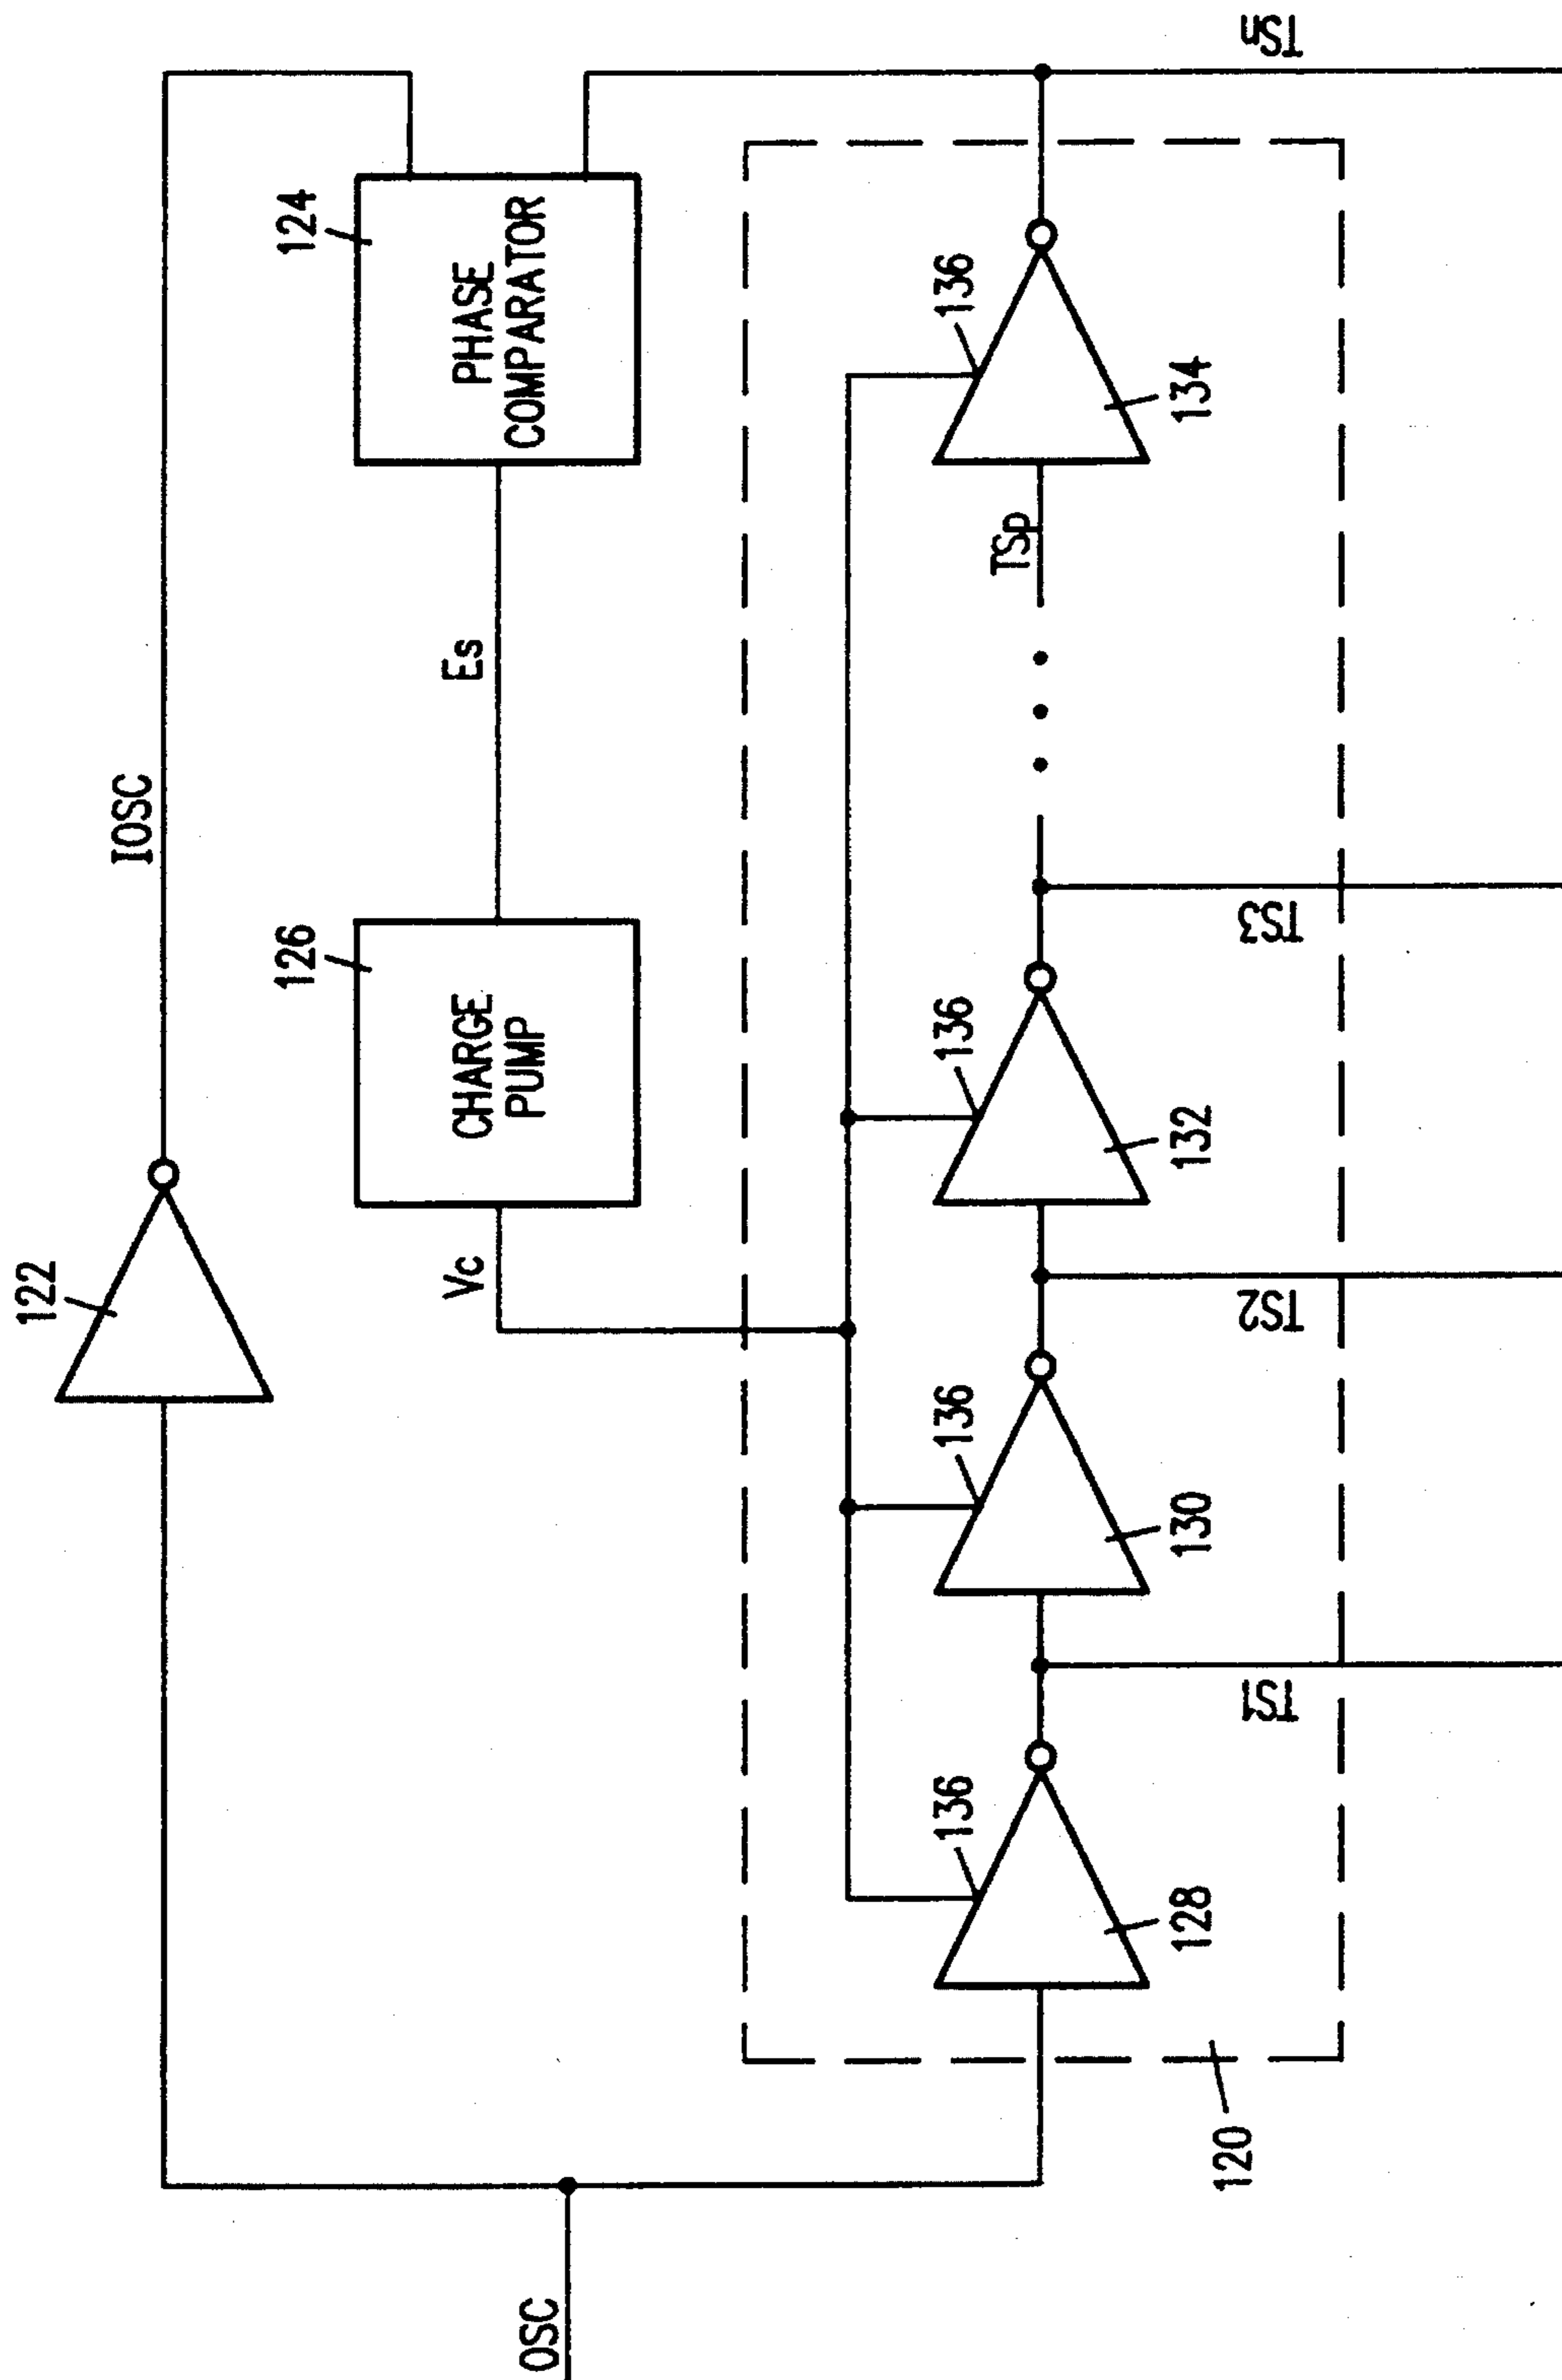 122
IOSC
124
PHASE
COMPARATOR
126
CHARGE
PUMP
Es
Vc
OSC
136
136
136
136
TSp
128
130
132
134
120
TS1
TS2
TS3
TSn